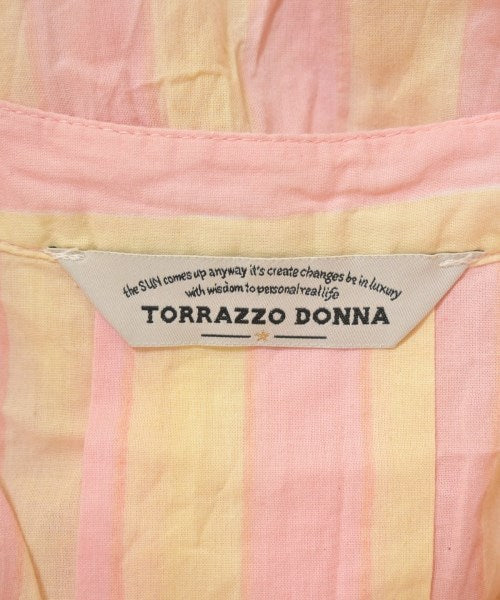 the SUN comes up anyway it's create changes be in luxury
with wisdom to personal real life
TORRAZZO DONNA